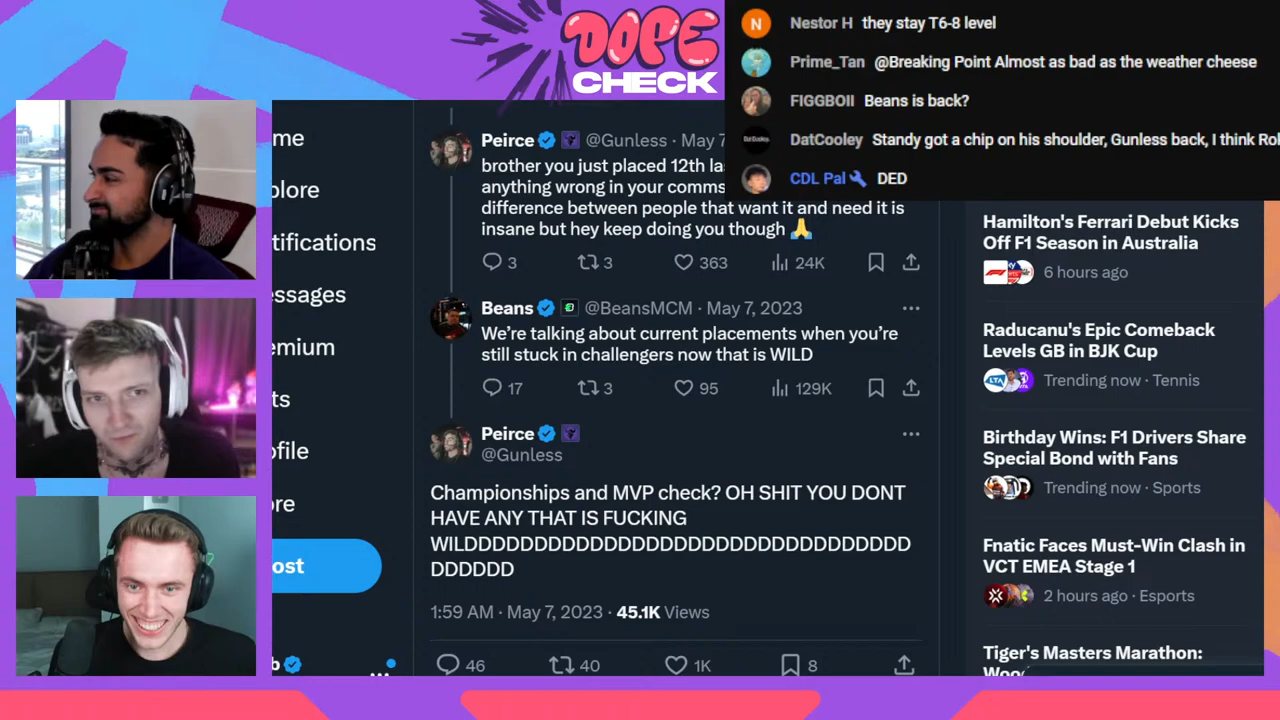 DOPE
CHECK
Nestor H they stay T6-8 level
Prime_Tan @Breaking Point Almost as bad as the weather cheese
FIGGBOII Beans is back?
DatCooley Standy got a chip on his shoulder, Gunless back, I think Rol
CDL Pal DED
me
plore
tifications
essages
emium
ts
ofile
ore
ost
b
Peirce @Gunless · May 7
brother you just placed 12th las
anything wrong in your comms
difference between people that want it and need it is
insane but hey keep doing you though 🙏
3 3 363 24K
Beans @BeansMCM · May 7, 2023
We're talking about current placements when you're
still stuck in challengers now that is WILD
17 3 95 129K
Peirce
@Gunless
Championships and MVP check? OH SHIT YOU DONT
HAVE ANY THAT IS FUCKING
WILDDDDDDDDDDDDDDDDDDDDDDDDDDDDDDDD
DDDDDD
1:59 AM · May 7, 2023 · 45.1K Views
46 40 1K 8
Hamilton's Ferrari Debut Kicks
Off F1 Season in Australia
6 hours ago
Raducanu's Epic Comeback
Levels GB in BJK Cup
Trending now · Tennis
Birthday Wins: F1 Drivers Share
Special Bond with Fans
Trending now · Sports
Fnatic Faces Must-Win Clash in
VCT EMEA Stage 1
2 hours ago · Esports
Tiger's Masters Marathon: